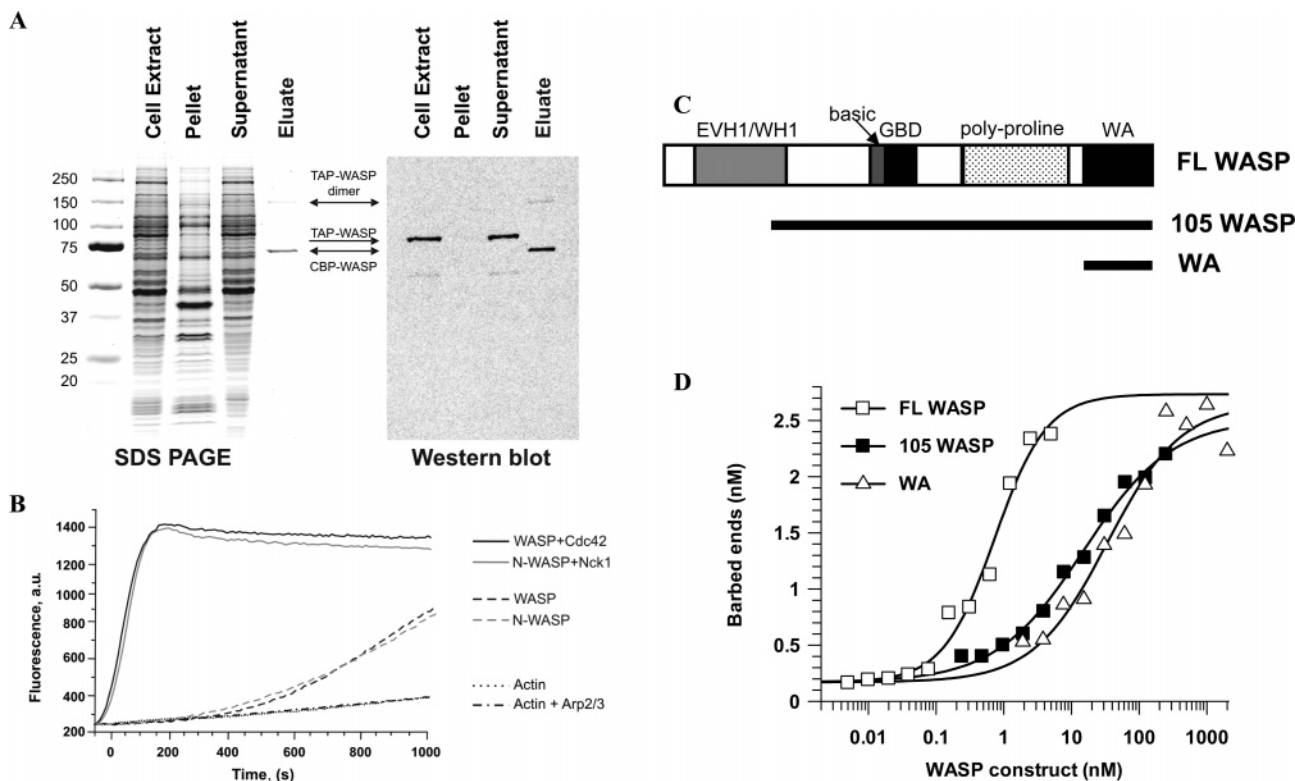 A
Cell Extract
Pellet
Supernatant
Eluate
Cell Extract
Pellet
Supernatant
Eluate
250
150
100
75
50
37
25
20
TAP-WASP
dimer
TAP-WASP
CBP-WASP
SDS PAGE
Western blot
B
1400
1200
1000
800
600
400
200
Fluorescence, a.u.
0
200
400
600
800
1000
Time, (s)
WASP+Cdc42
N-WASP+Nck1
WASP
N-WASP
Actin
Actin + Arp2/3
C
EVH1/WH1
basic
GBD
poly-proline
WA
FL WASP
105 WASP
WA
D
FL WASP
105 WASP
WA
2.5
2
1.5
1
0.5
0
Barbed ends (nM)
0.01
0.1
1
10
100
1000
WASP construct (nM)